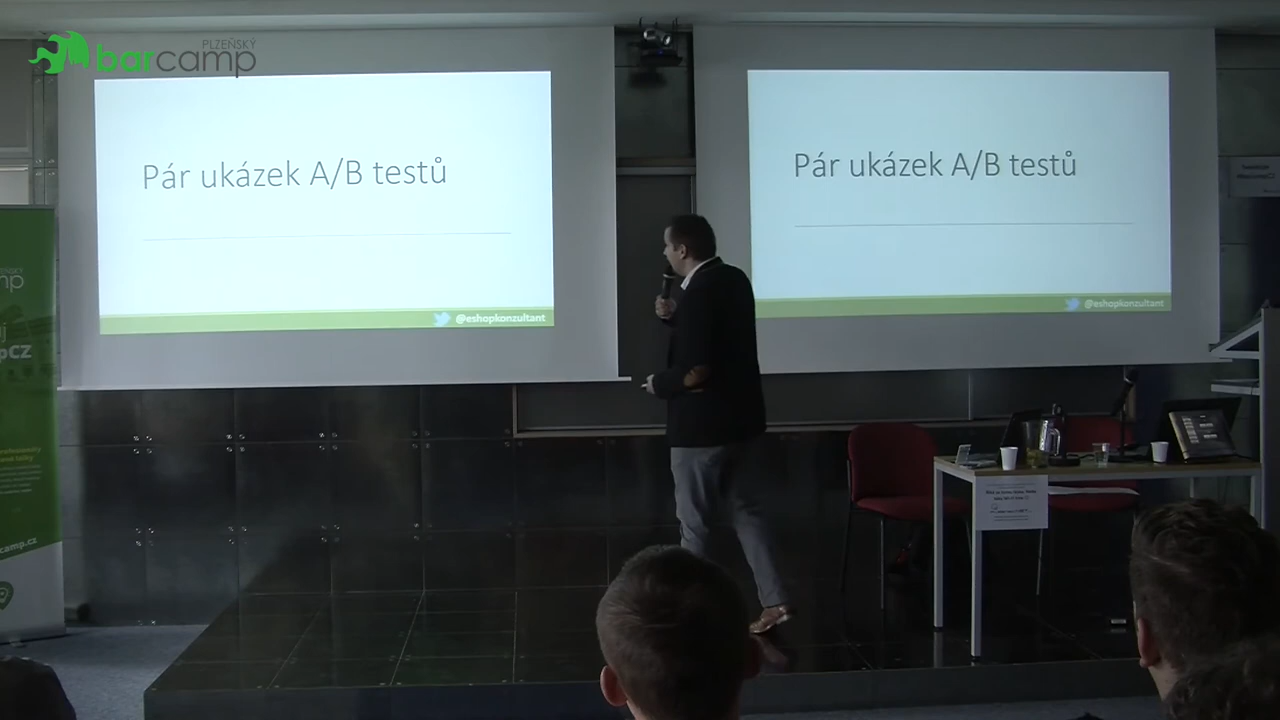 PLZEŇSKÝ
barcamp
Pár ukázek A/B testů
@eshopkonzultant
Pár ukázek A/B testů
@eshopkonzultant